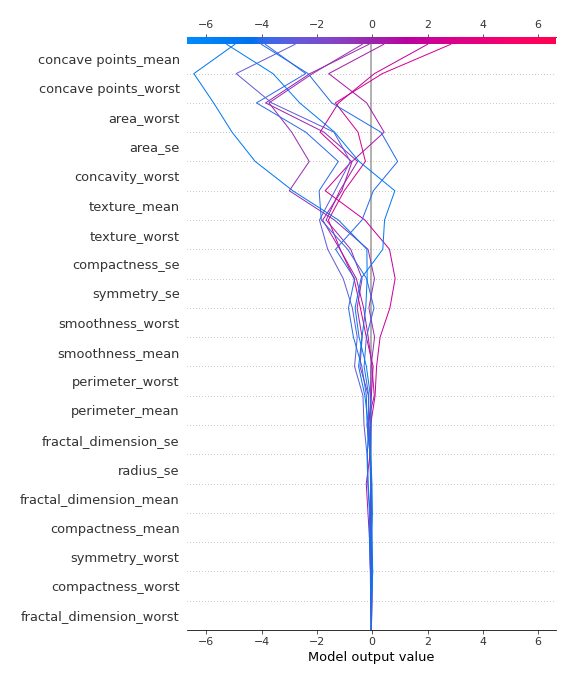 −6 −4 −2 0 2 4 6
concave points_mean
concave points_worst
area_worst
area_se
concavity_worst
texture_mean
texture_worst
compactness_se
symmetry_se
smoothness_worst
smoothness_mean
perimeter_worst
perimeter_mean
fractal_dimension_se
radius_se
fractal_dimension_mean
compactness_mean
symmetry_worst
compactness_worst
fractal_dimension_worst
−6 −4 −2 0 2 4 6
Model output value